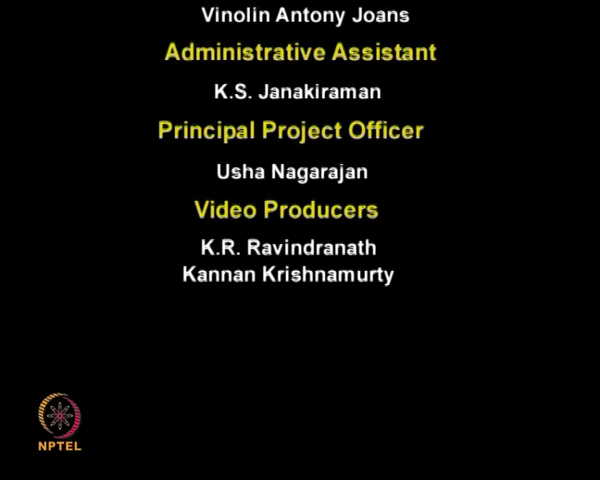 Vinolin Antony Joans
Administrative Assistant
K.S. Janakiraman
Principal Project Officer
Usha Nagarajan
Video Producers
K.R. Ravindranath
Kannan Krishnamurty
NPTEL